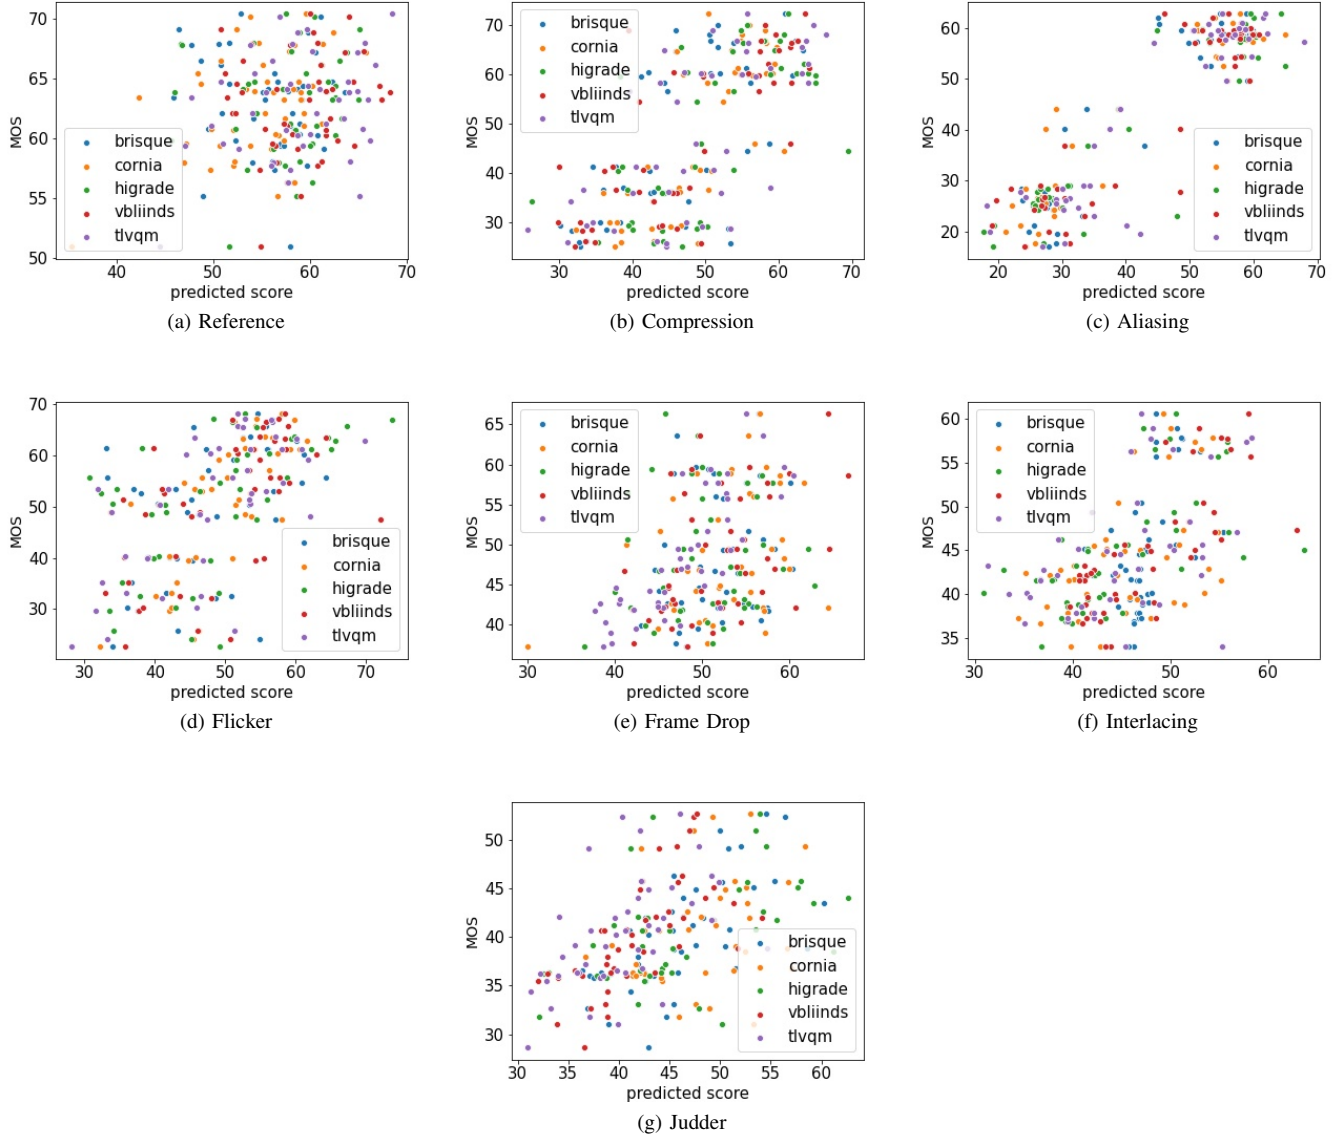 MOS
70
65
60
55
50
brisque
cornia
higrade
vbliinds
tlvqm
40 50 60 70
predicted score
(a) Reference
MOS
70
60
50
40
30
brisque
cornia
higrade
vbliinds
tlvqm
30 40 50 60 70
predicted score
(b) Compression
MOS
60
50
40
30
20
brisque
cornia
higrade
vbliinds
tlvqm
20 30 40 50 60 70
predicted score
(c) Aliasing
MOS
70
60
50
40
30
brisque
cornia
higrade
vbliinds
tlvqm
30 40 50 60 70
predicted score
(d) Flicker
MOS
65
60
55
50
45
40
brisque
cornia
higrade
vbliinds
tlvqm
30 40 50 60
predicted score
(e) Frame Drop
MOS
60
55
50
45
40
35
brisque
cornia
higrade
vbliinds
tlvqm
30 40 50 60
predicted score
(f) Interlacing
MOS
50
45
40
35
30
brisque
cornia
higrade
vbliinds
tlvqm
30 35 40 45 50 55 60
predicted score
(g) Judder